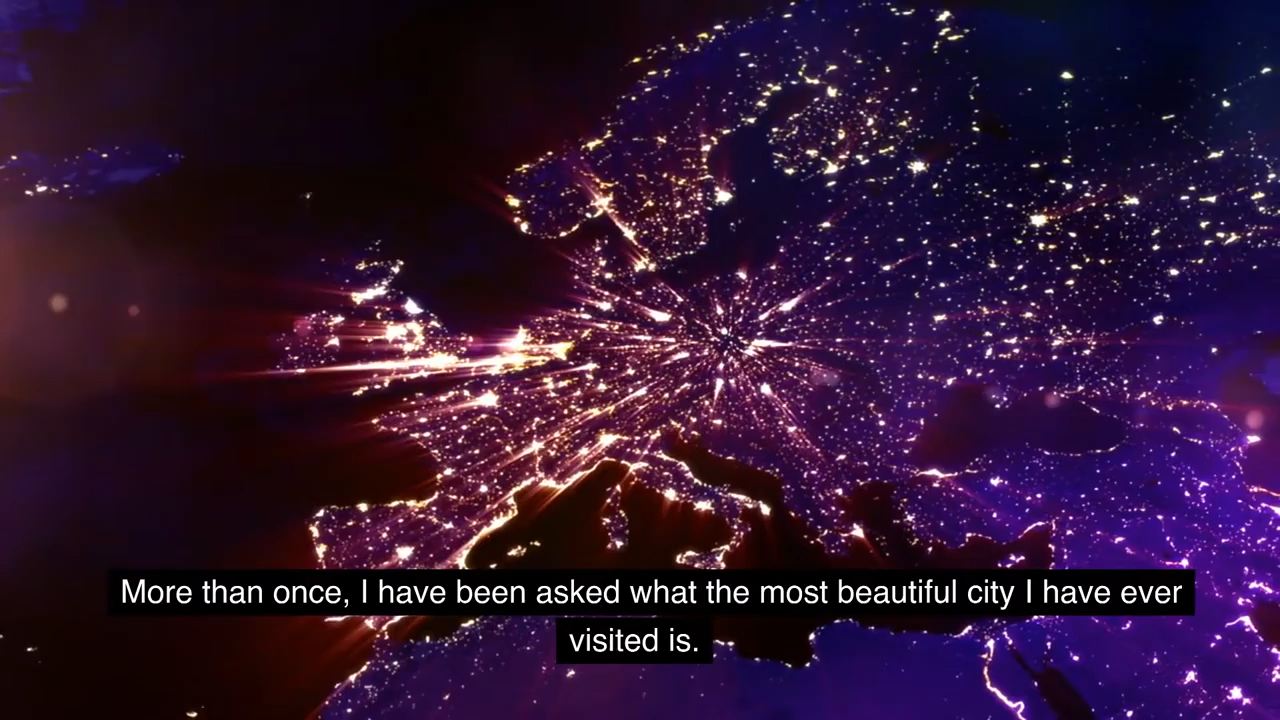 More than once, I have been asked what the most beautiful city I have ever
visited is.